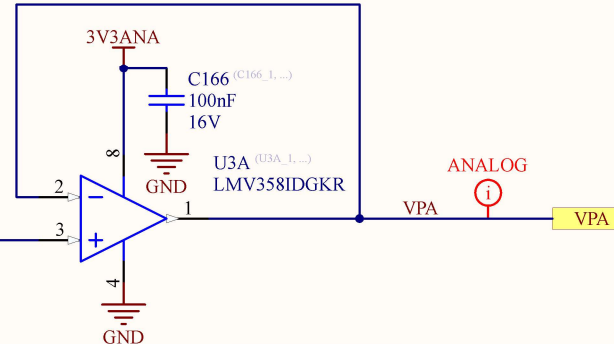 3V3ANA
C166 (C166_1, ...)
100nF
16V
8
GND
U3A (U3A_1, ...)
LMV358IDGKR
ANALOG
i
2
1
VPA
VPA
3
4
GND